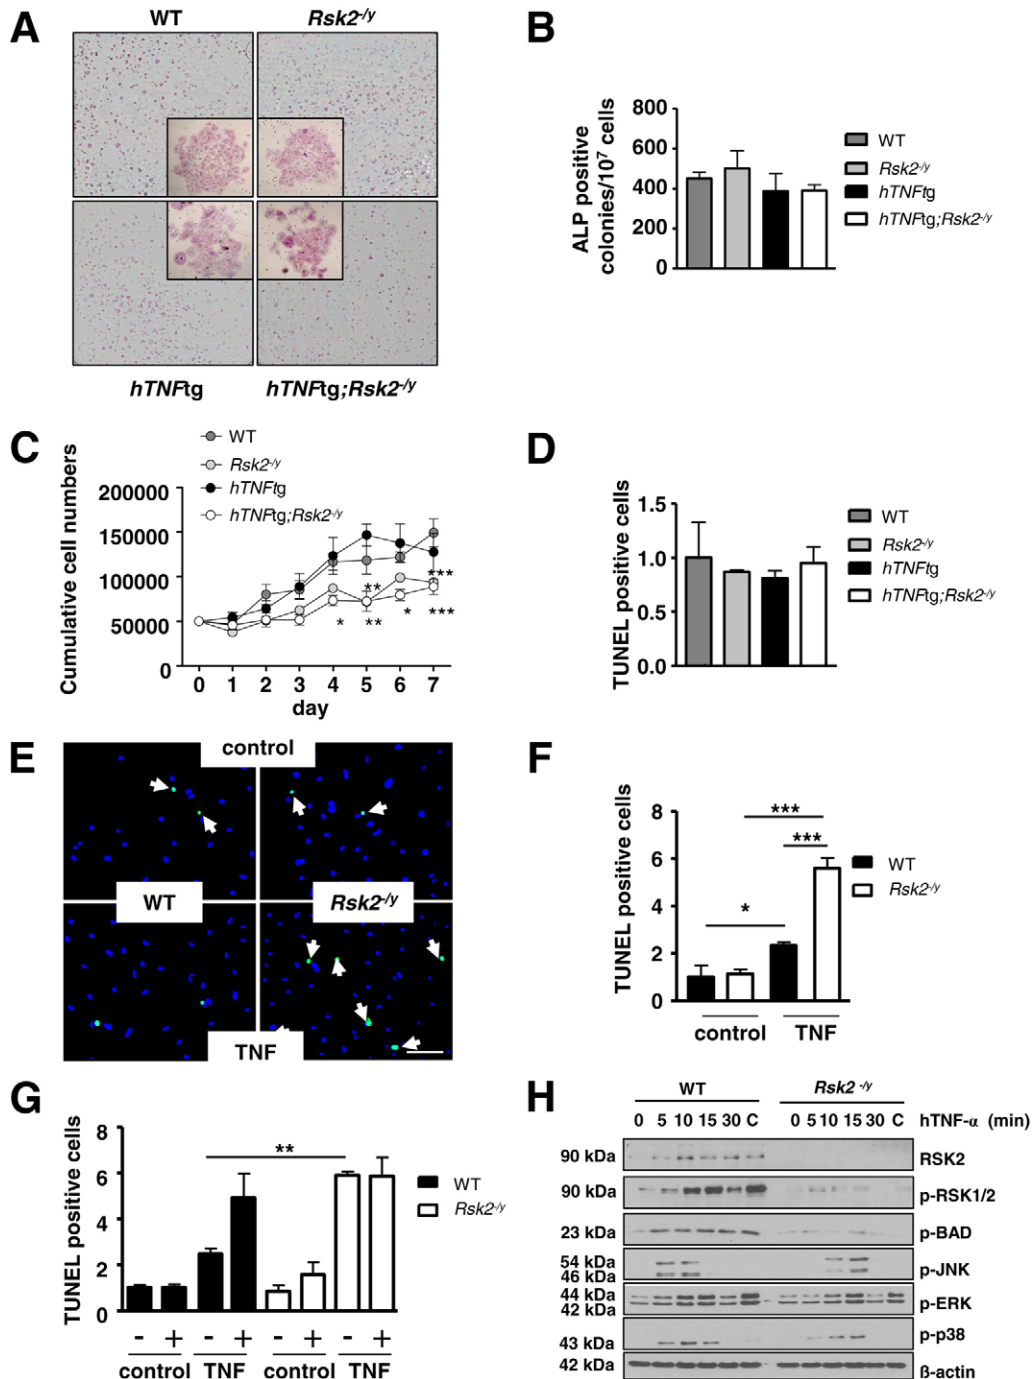 A
WT
Rsk2-/y
hTNFtg
hTNFtg;Rsk2-/y
B
ALP positive
colonies/10⁷ cells
800
600
400
200
0
WT
Rsk2-/y
hTNFtg
hTNFtg;Rsk2-/y
C
WT
Rsk2-/y
hTNFtg
hTNFtg;Rsk2-/y
Cumulative cell numbers
200000
150000
100000
50000
0
***
**
* ** * ***
0 1 2 3 4 5 6 7
day
D
TUNEL positive cells
1.5
1.0
0.5
0.0
WT
Rsk2-/y
hTNFtg
hTNFtg;Rsk2-/y
E
control
WT
Rsk2-/y
TNF
F
TUNEL positive cells
8
6
4
2
0
***
***
*
control TNF
WT
Rsk2-/y
G
TUNEL positive cells
8
6
4
2
0
**
- + - + - + - +
control TNF control TNF
WT
Rsk2-/y
H
WT Rsk2 -/y
0 5 10 15 30 C 0 5 10 15 30 C hTNF-α (min)
90 kDa RSK2
90 kDa p-RSK1/2
23 kDa p-BAD
54 kDa
46 kDa p-JNK
44 kDa
42 kDa p-ERK
43 kDa p-p38
42 kDa ß-actin